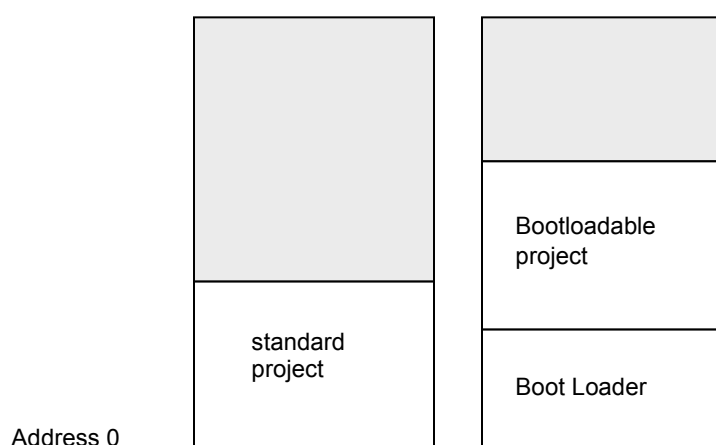 Bootloadable
project
standard
project
Boot Loader
Address 0